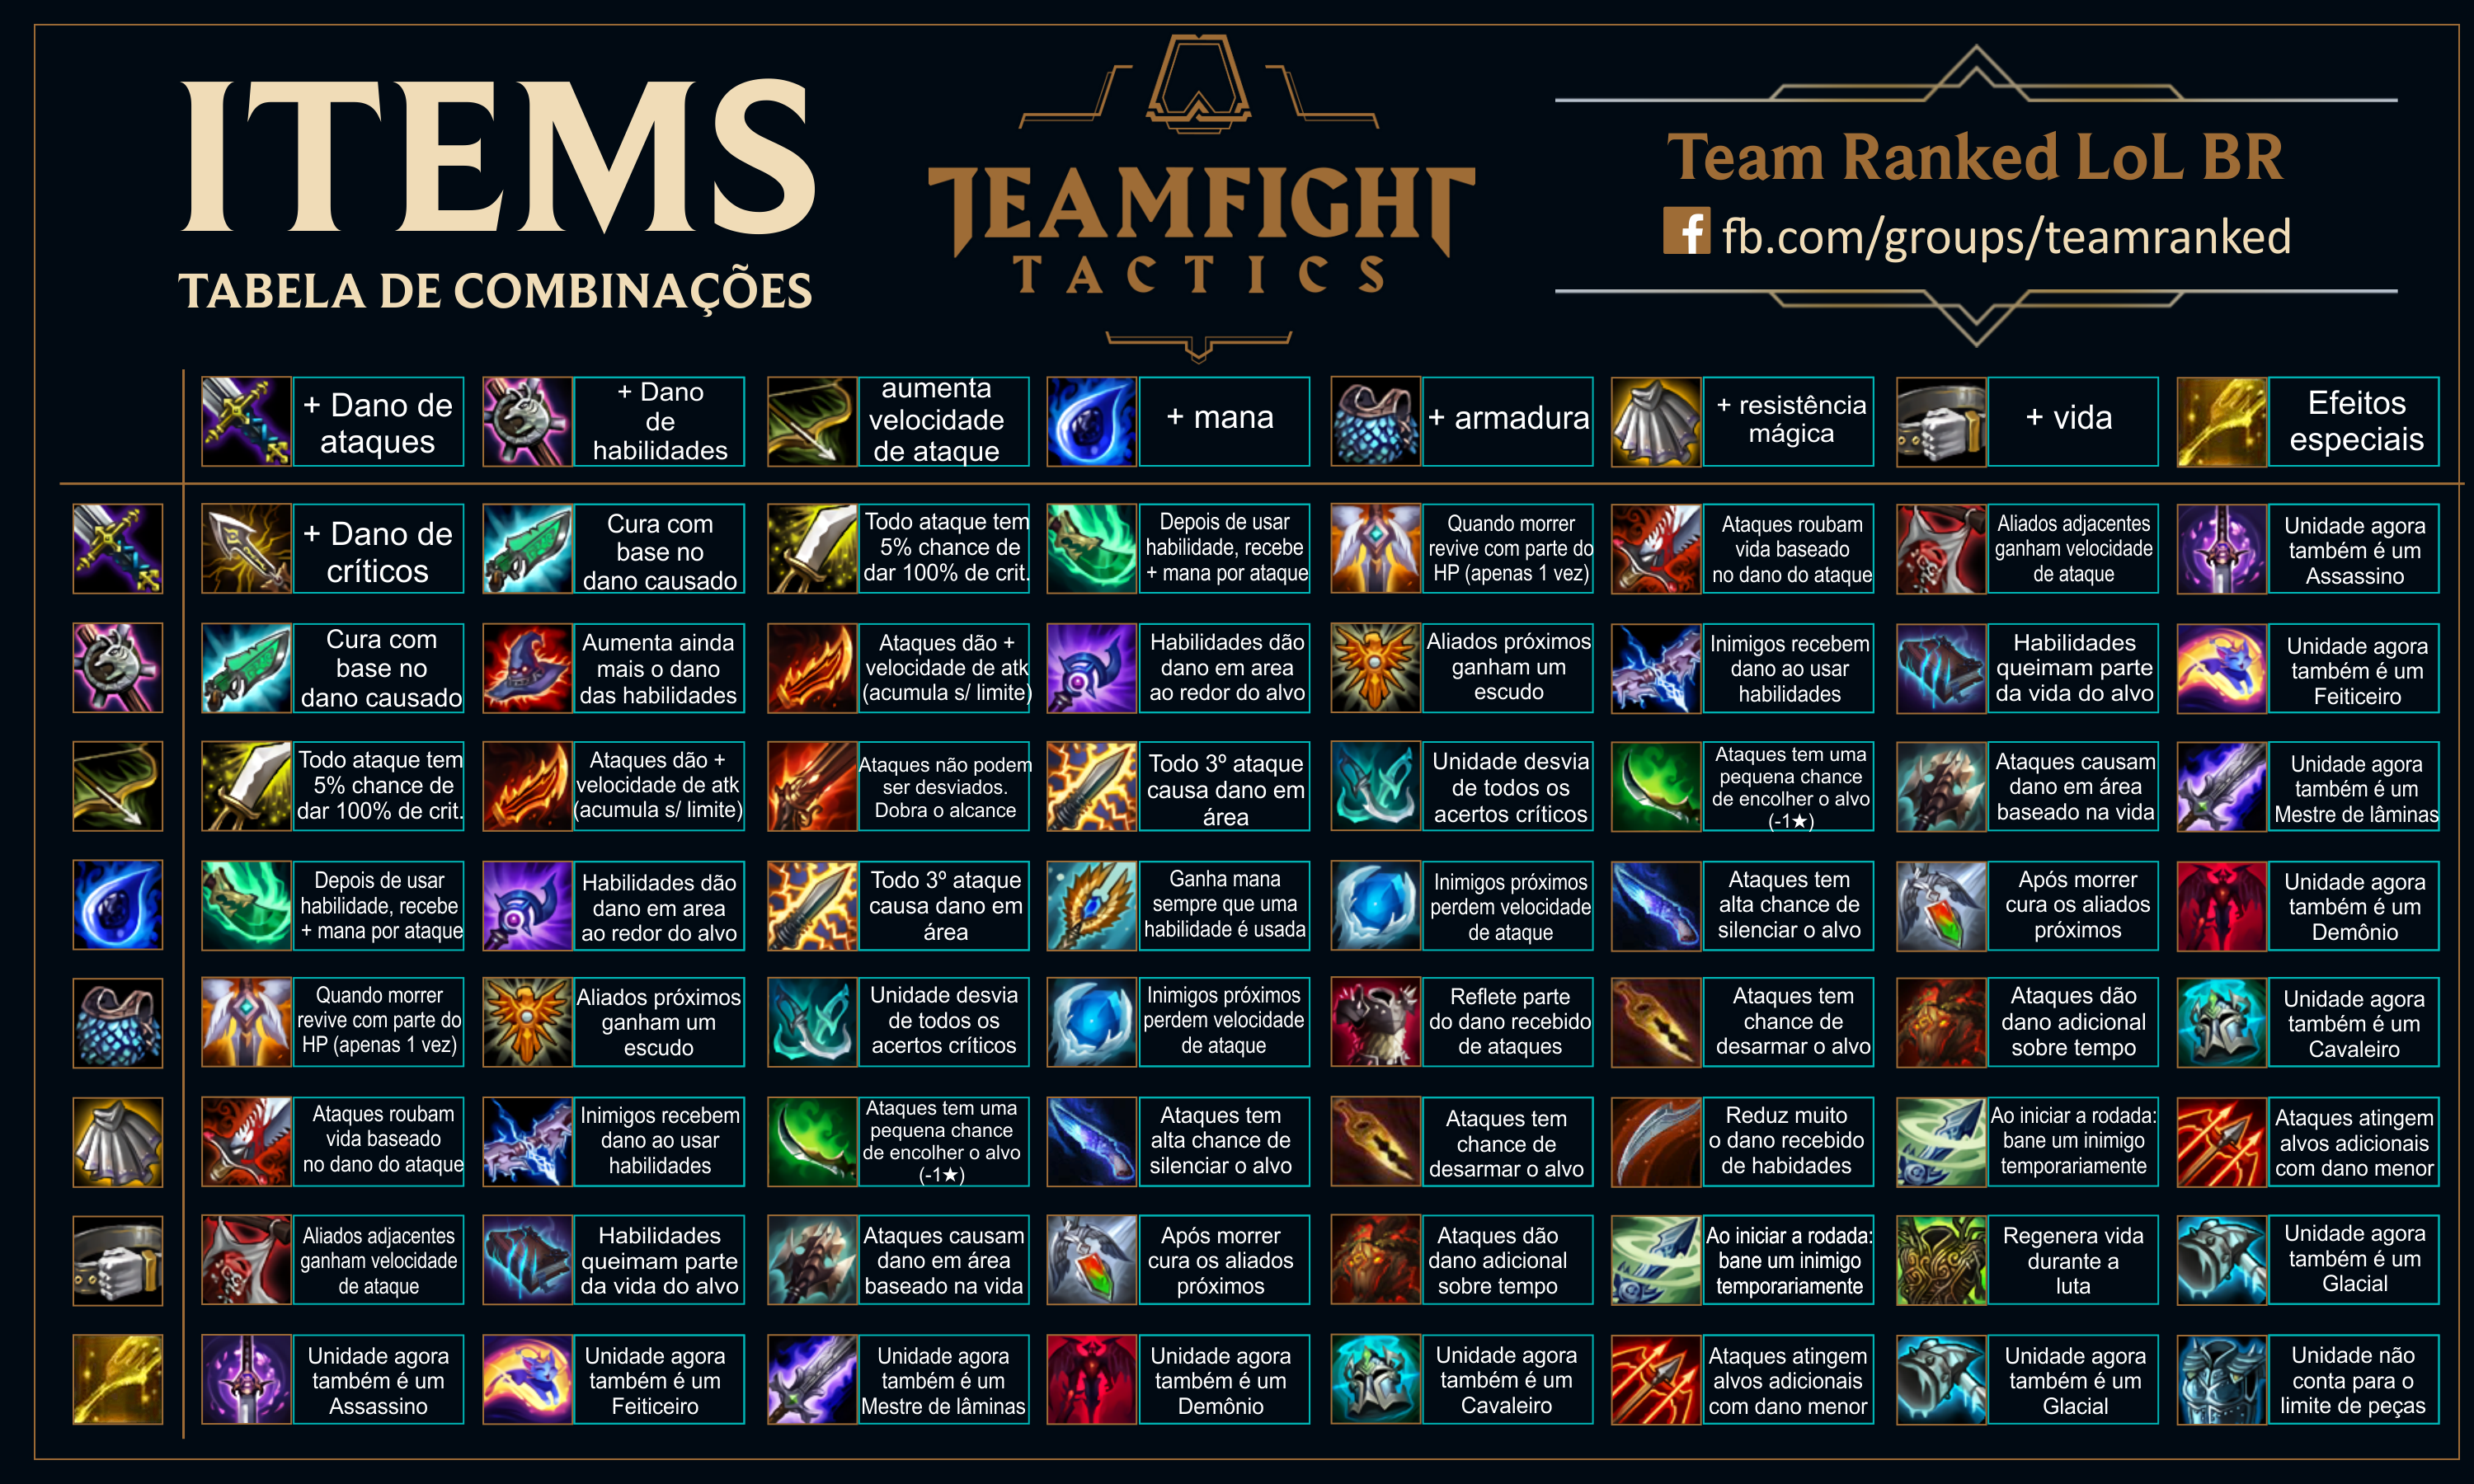 ITEMS
TABELA DE COMBINAÇÕES
TEAMFIGHT
TACTICS
Team Ranked LoL BR
f fb.com/groups/teamranked
+ Dano de
ataques
+ Dano
de
habilidades
aumenta
velocidade
de ataque
+ mana
+ armadura
+ resistência
mágica
+ vida
Efeitos
especiais
+ Dano de
críticos
Cura com
base no
dano causado
Todo ataque tem
5% chance de
dar 100% de crit.
Depois de usar
habilidade, recebe
+ mana por ataque
Quando morrer
revive com parte do
HP (apenas 1 vez)
Ataques roubam
vida baseado
no dano do ataque
Aliados adjacentes
ganham velocidade
de ataque
Unidade agora
também é um
Assassino
Cura com
base no
dano causado
Aumenta ainda
mais o dano
das habilidades
Ataques dão +
velocidade de atk
(acumula s/ limite)
Habilidades dão
dano em area
ao redor do alvo
Aliados próximos
ganham um
escudo
Inimigos recebem
dano ao usar
habilidades
Habilidades
queimam parte
da vida do alvo
Unidade agora
também é um
Feiticeiro
Todo ataque tem
5% chance de
dar 100% de crit.
Ataques dão +
velocidade de atk
(acumula s/ limite)
Ataques não podem
ser desviados.
Dobra o alcance
Todo 3º ataque
causa dano em
área
Unidade desvia
de todos os
acertos críticos
Ataques tem uma
pequena chance
de encolher o alvo
(-1★)
Ataques causam
dano em área
baseado na vida
Unidade agora
também é um
Mestre de lâminas
Depois de usar
habilidade, recebe
+ mana por ataque
Habilidades dão
dano em area
ao redor do alvo
Todo 3º ataque
causa dano em
área
Ganha mana
sempre que uma
habilidade é usada
Inimigos próximos
perdem velocidade
de ataque
Ataques tem
alta chance de
silenciar o alvo
Após morrer
cura os aliados
próximos
Unidade agora
também é um
Demônio
Quando morrer
revive com parte do
HP (apenas 1 vez)
Aliados próximos
ganham um
escudo
Unidade desvia
de todos os
acertos críticos
Inimigos próximos
perdem velocidade
de ataque
Reflete parte
do dano recebido
de ataques
Ataques tem
chance de
desarmar o alvo
Ataques dão
dano adicional
sobre tempo
Unidade agora
também é um
Cavaleiro
Ataques roubam
vida baseado
no dano do ataque
Inimigos recebem
dano ao usar
habilidades
Ataques tem uma
pequena chance
de encolher o alvo
(-1★)
Ataques tem
alta chance de
silenciar o alvo
Ataques tem
chance de
desarmar o alvo
Reduz muito
o dano recebido
de habidades
Ao iniciar a rodada:
bane um inimigo
temporariamente
Ataques atingem
alvos adicionais
com dano menor
Aliados adjacentes
ganham velocidade
de ataque
Habilidades
queimam parte
da vida do alvo
Ataques causam
dano em área
baseado na vida
Após morrer
cura os aliados
próximos
Ataques dão
dano adicional
sobre tempo
Ao iniciar a rodada:
bane um inimigo
temporariamente
Regenera vida
durante a
luta
Unidade agora
também é um
Glacial
Unidade agora
também é um
Assassino
Unidade agora
também é um
Feiticeiro
Unidade agora
também é um
Mestre de lâminas
Unidade agora
também é um
Demônio
Unidade agora
também é um
Cavaleiro
Ataques atingem
alvos adicionais
com dano menor
Unidade agora
também é um
Glacial
Unidade não
conta para o
limite de peças